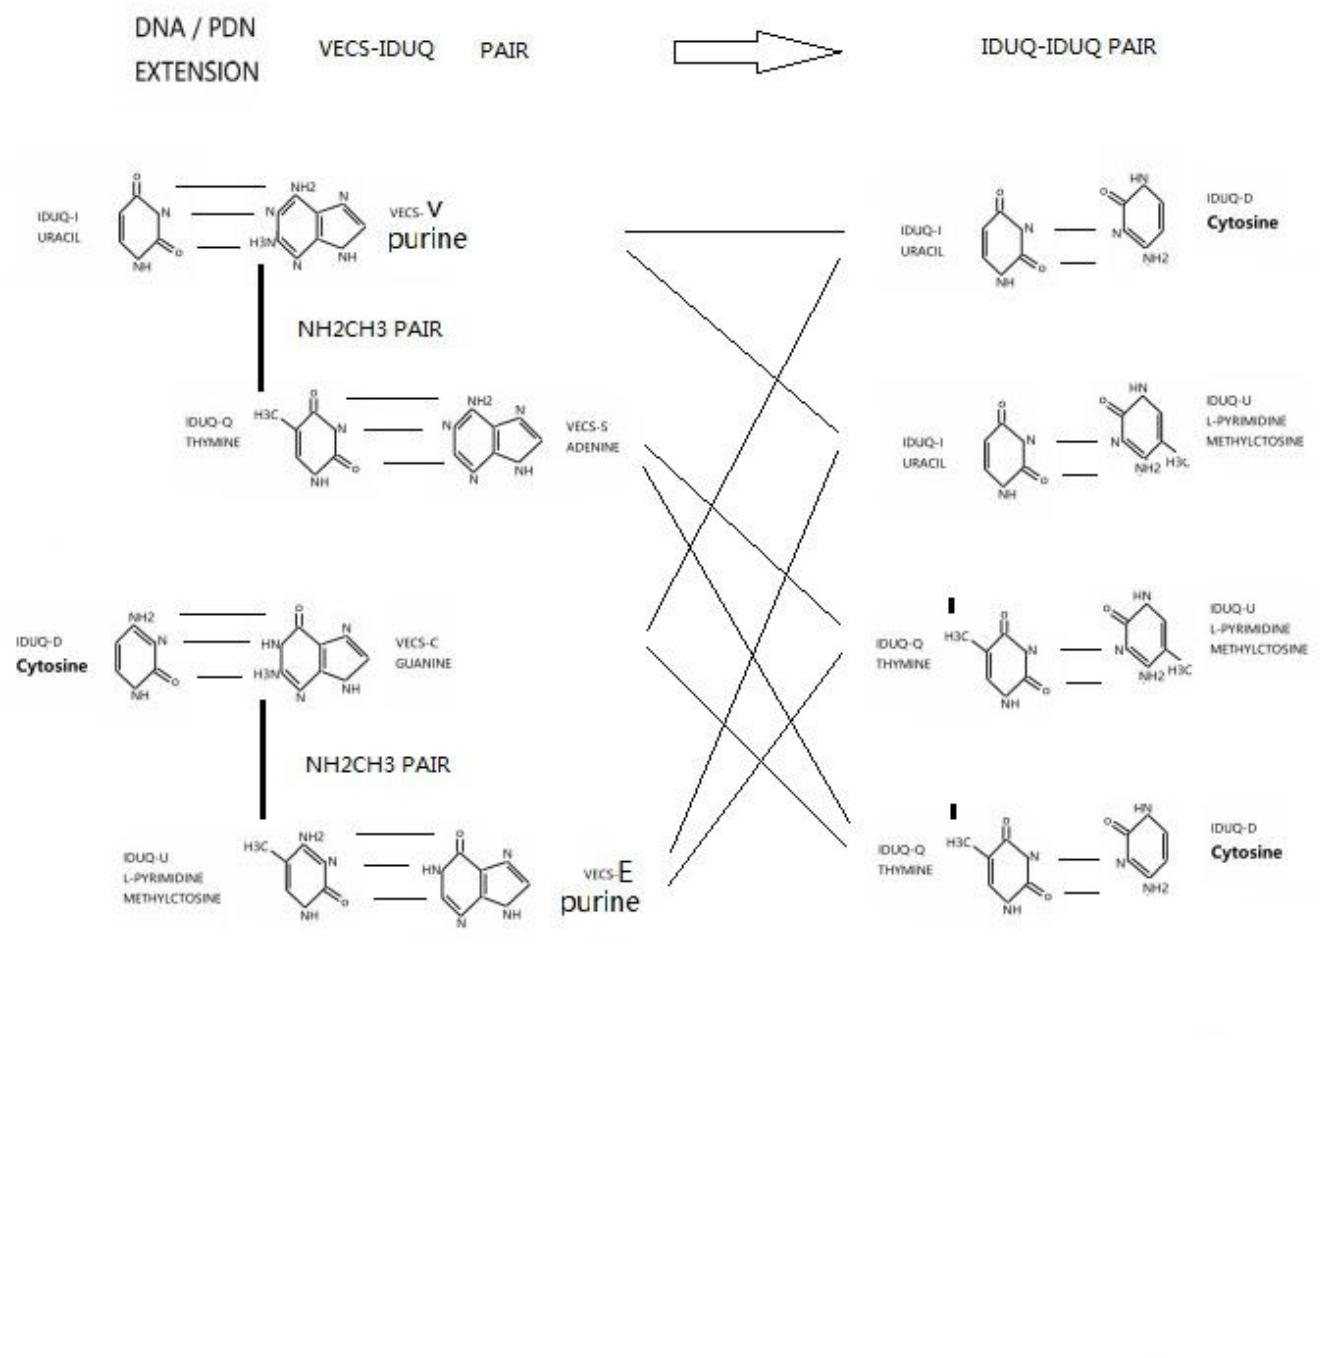 DNA / PDN
EXTENSION
VECS-IDUQ PAIR
IDUQ-IDUQ PAIR
O
N
O
NH
IDUQ-I
URACIL
NH2
N
N
H3N
N
NH
VECS- V
purine
NH2CH3 PAIR
IDUQ-Q
THYMINE
H3C
O
N
O
NH
NH2
N
N
N
NH
VECS-S
ADENINE
IDUQ-D
Cytosine
NH2
N
O
NH
O
HN
N
H3N
N
NH
VECS-C
GUANINE
NH2CH3 PAIR
IDUQ-U
L-PYRIMIDINE
METHYLCTOSINE
H3C
NH2
N
O
NH
O
HN
N
N
NH
VECS-E
purine
IDUQ-I
URACIL
O
N
O
NH
HN
O
N
NH2
IDUQ-D
Cytosine
IDUQ-I
URACIL
O
N
O
NH
HN
O
N
NH2
H3C
IDUQ-U
L-PYRIMIDINE
METHYLCTOSINE
IDUQ-Q
THYMINE
H3C
O
N
O
NH
HN
O
N
NH2
H3C
IDUQ-U
L-PYRIMIDINE
METHYLCTOSINE
IDUQ-Q
THYMINE
H3C
O
N
O
NH
HN
O
N
NH2
IDUQ-D
Cytosine